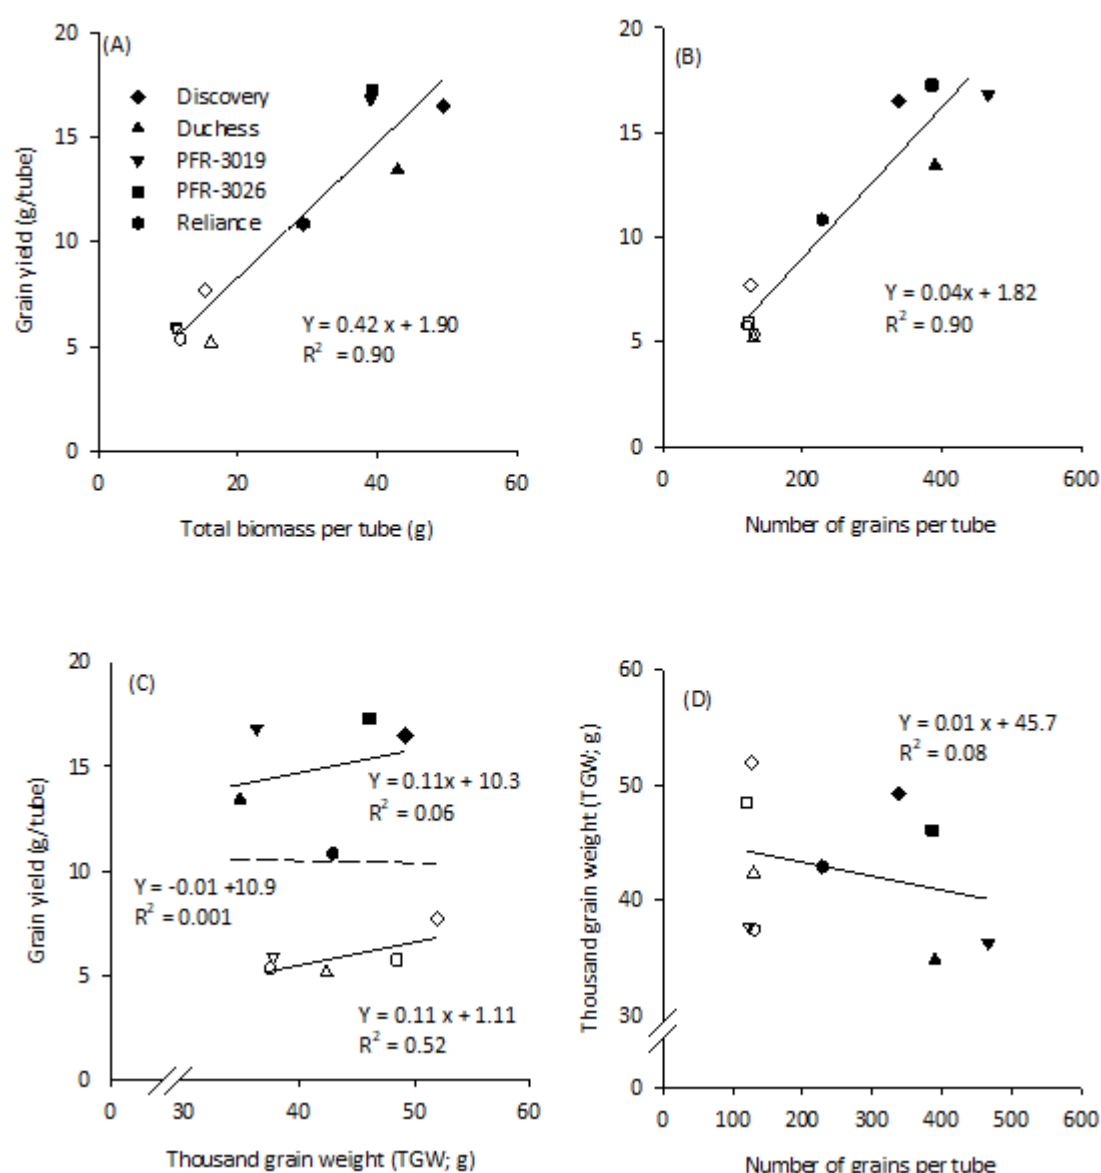 (A)
20
15
10
5
0
Grain yield (g/tube)
Discovery
Duchess
PFR-3019
PFR-3026
Reliance
Y = 0.42 x + 1.90
R² = 0.90
0 20 40 60
Total biomass per tube (g)
(B)
20
15
10
5
0
Y = 0.04x + 1.82
R² = 0.90
0 200 400 600
Number of grains per tube
(C)
20
15
10
5
0
Grain yield (g/tube)
Y = 0.11x + 10.3
R² = 0.06
Y = -0.01 +10.9
R² = 0.001
Y = 0.11 x + 1.11
R² = 0.52
0 30 40 50 60
Thousand grain weight (TGW; g)
(D)
60
50
40
30
0
Thousand grain weight (TGW; g)
Y = 0.01 x + 45.7
R² = 0.08
0 100 200 300 400 500 600
Number of grains per tube